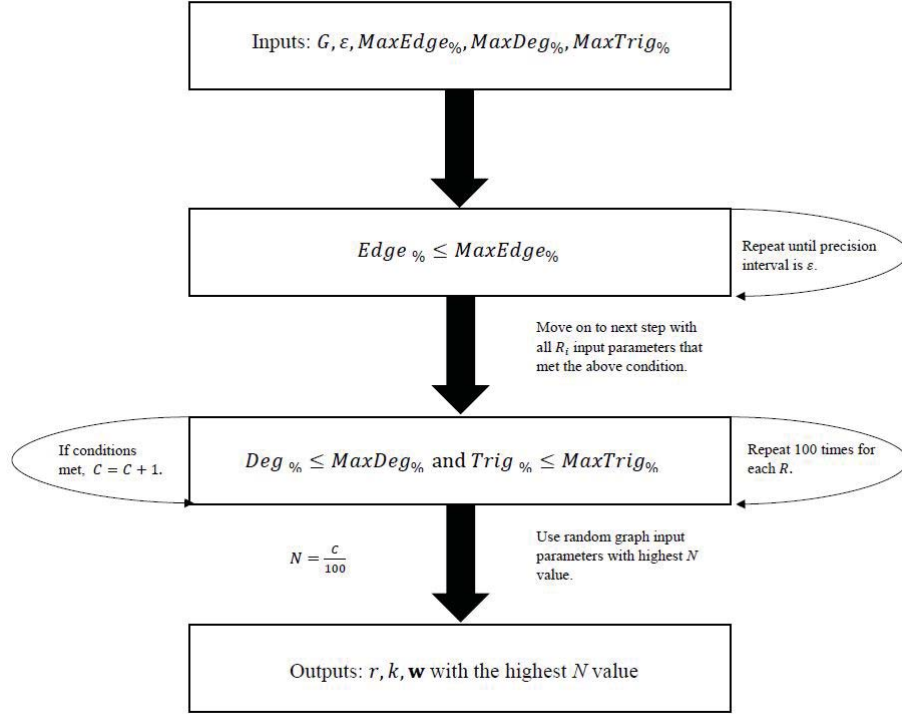 Inputs: G, ε, MaxEdge%, MaxDeg%, MaxTrig%
Edge % ≤ MaxEdge%
Repeat until precision
interval is ε.
Move on to next step with
all Rᵢ input parameters that
met the above condition.
If conditions
met, C = C + 1.
Deg % ≤ MaxDeg% and Trig % ≤ MaxTrig%
Repeat 100 times for
each R.
N = C/100
Use random graph input
parameters with highest N
value.
Outputs: r, k, w with the highest N value